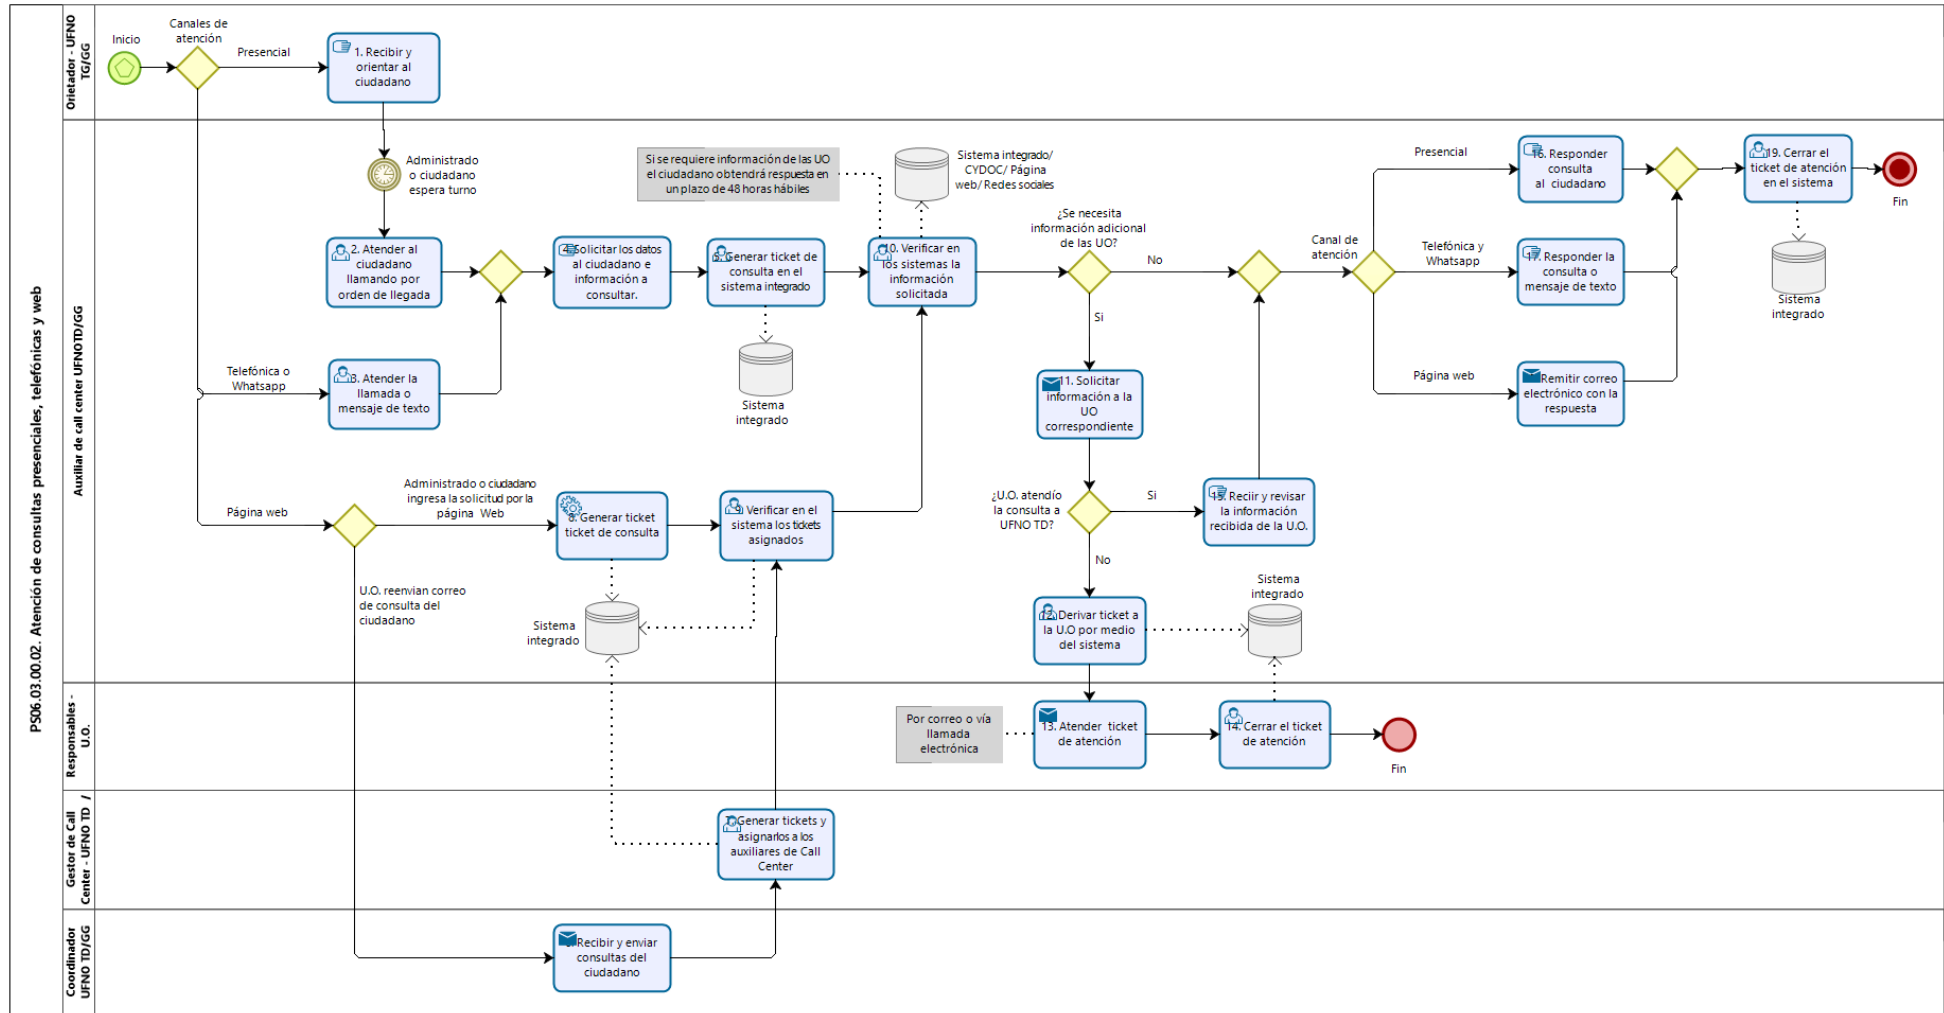 PS06.03.00.02. Atención de consultas presenciales, telefónicas y web
Orietador - UFNO
TG/GG
Inicio
Canales de
atención
Presencial
1. Recibir y
orientar al
ciudadano
Auxiliar de call center UFNOTD/GG
Administrado
o ciudadano
espera turno
2. Atender al
ciudadano
llamando por
orden de llegada
Telefónica o
Whatsapp
3. Atender la
llamada o
mensaje de texto
Solicitar los datos
al ciudadano e
información a
consultar.
Generar ticket de
consulta en el
sistema integrado
Sistema
integrado
Si se requiere información de las UO
el ciudadano obtendrá respuesta en
un plazo de 48 horas hábiles
Sistema integrado/
CYDOC/ Página
web/ Redes sociales
10. Verificar en
los sistemas la
información
solicitada
¿Se necesita
información adicional
de las UO?
No
Si
11. Solicitar
información a la
UO
correspondiente
¿U.O. atendío
la consulta a
UFNO TD?
Si
No
15. Reciir y revisar
la información
recibida de la U.O.
12. Derivar ticket a
la U.O por medio
del sistema
Sistema
integrado
Canal de
atención
Presencial
16. Responder
consulta
al ciudadano
Telefónica y
Whatsapp
17. Responder la
consulta o
mensaje de texto
Página web
Remitir correo
electrónico con la
respuesta
19. Cerrar el
ticket de atención
en el sistema
Sistema
integrado
Fin
Página web
Administrado o ciudadano
ingresa la solicitud por la
página Web
8. Generar ticket
ticket de consulta
9. Verificar en el
sistema los tickets
asignados
U.O. reenvian correo
de consulta del
ciudadano
Sistema
integrado
Responsables -
U.O.
Por correo o vía
llamada
electrónica
13. Atender ticket
de atención
14. Cerrar el ticket
de atención
Fin
Gestor de Call
Center - UFNO TD /
Generar tickets y
asignarlos a los
auxiliares de Call
Center
Coordinador
UFNO TD/GG
Recibir y enviar
consultas del
ciudadano